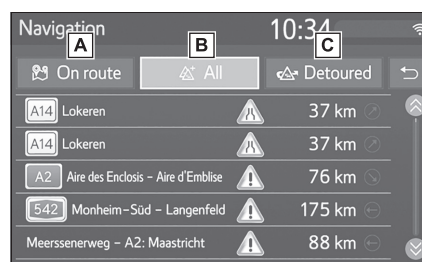 Navigation 10:34
A B C
On route All Detoured
A14 Lokeren 37 km
A14 Lokeren 37 km
A2 Aire des Enclosis – Aire d'Emblise 76 km
542 Monheim-Süd – Langenfeld 175 km
Meerssenerweg – A2: Maastricht 88 km